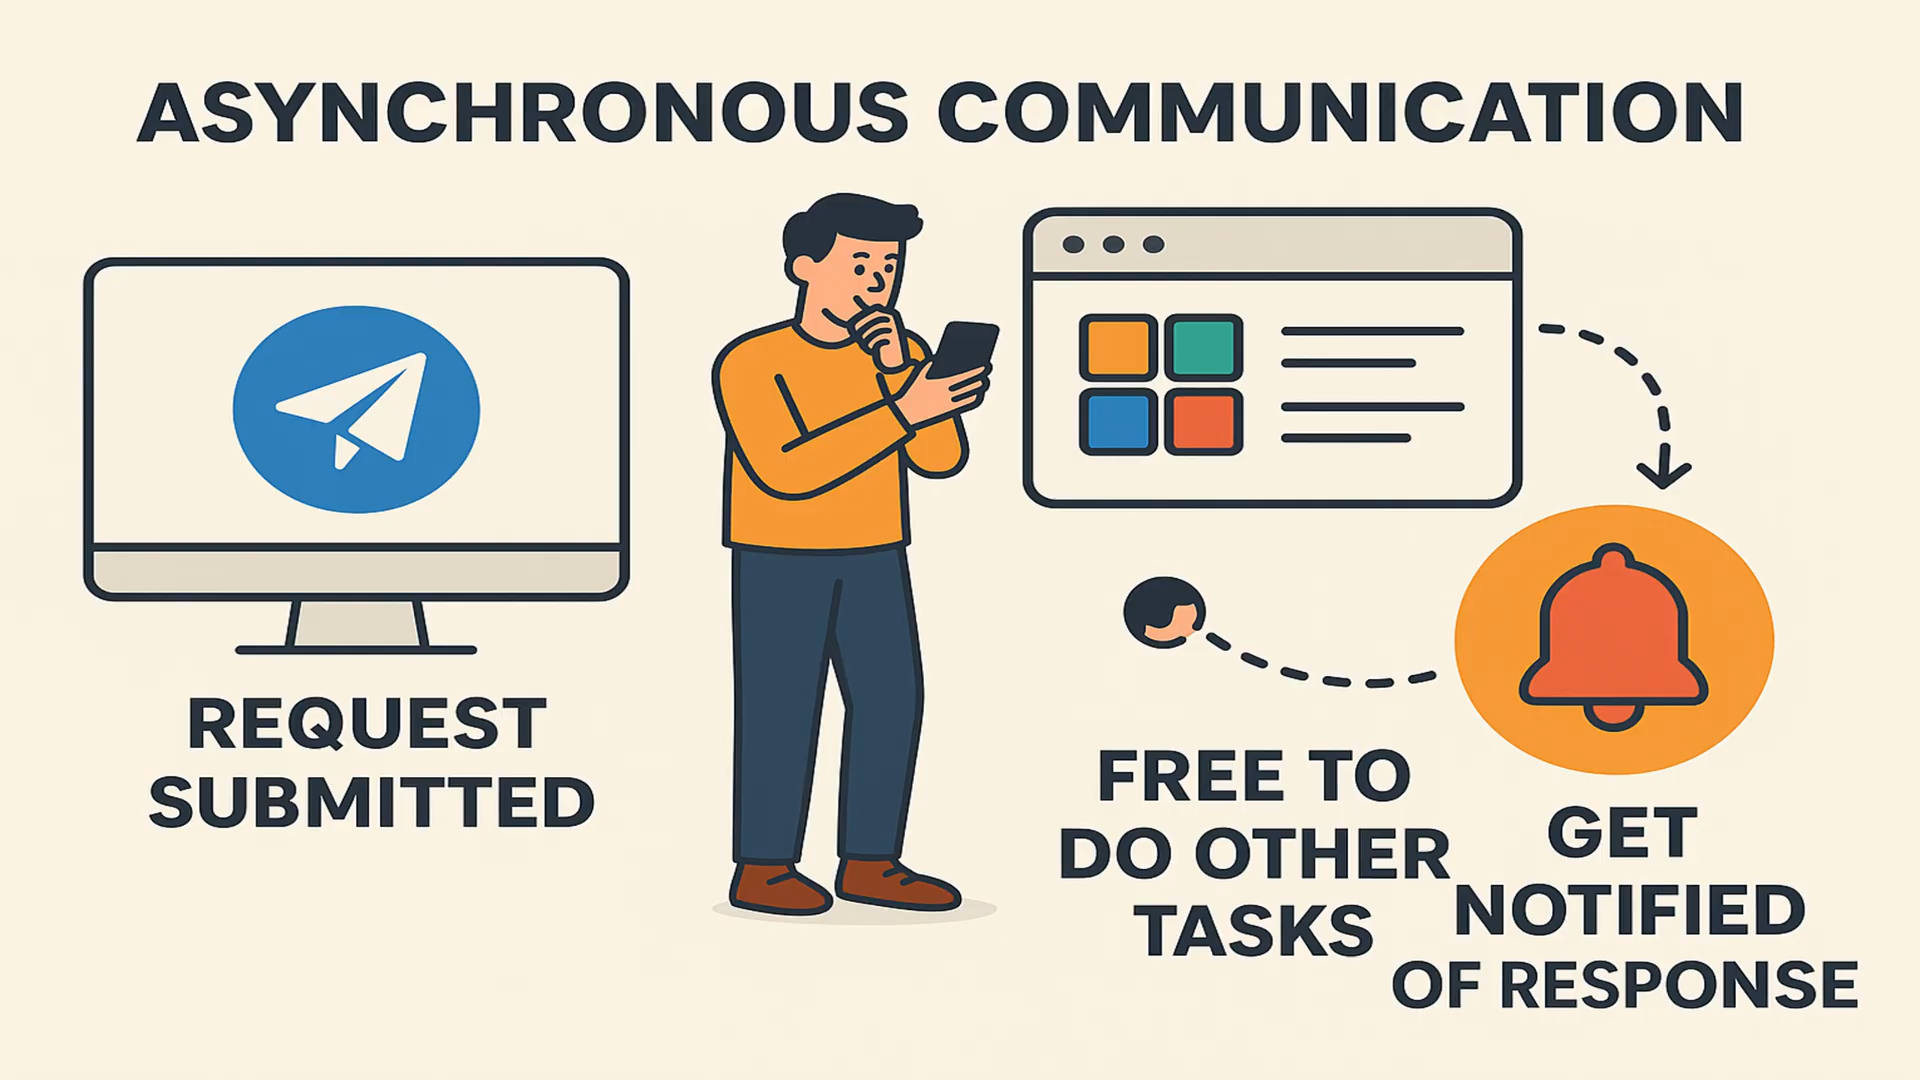 ASYNCHRONOUS COMMUNICATION
REQUEST
SUBMITTED
FREE TO
DO OTHER
TASKS
GET
NOTIFIED
OF RESPONSE